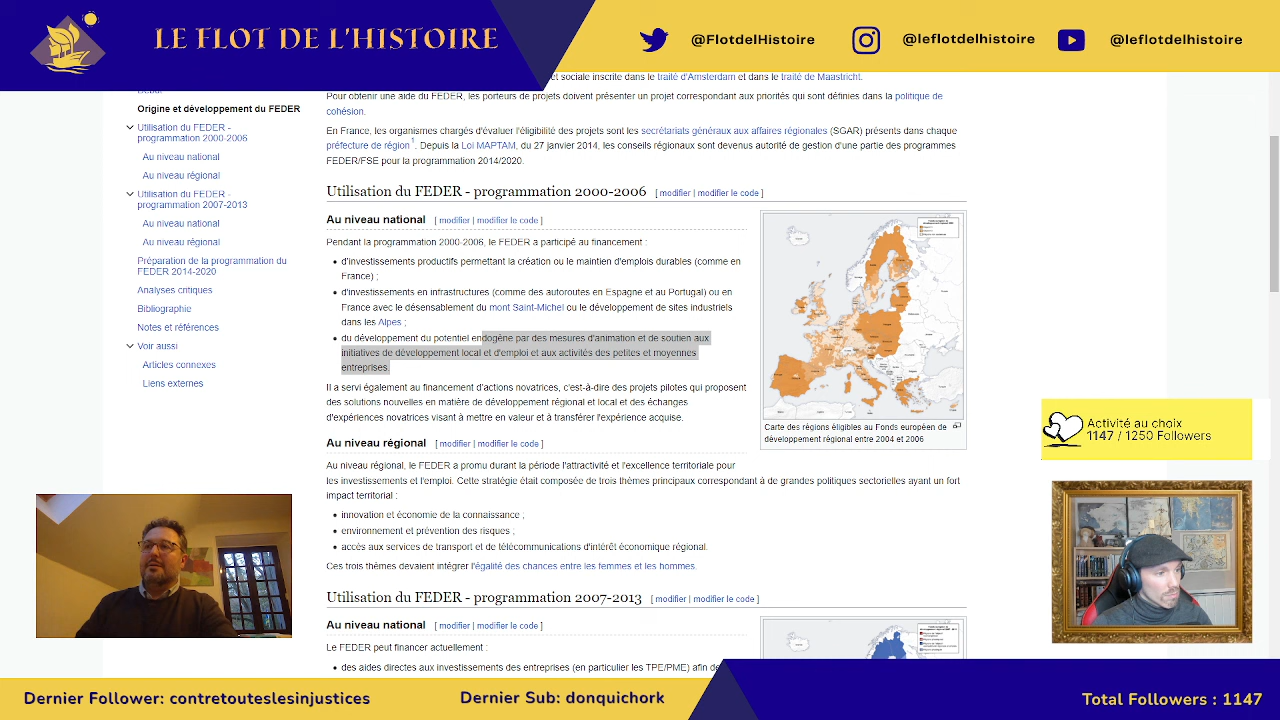 LE FLOT DE L'HISTOIRE
@FlotdelHistoire
@leflotdelhistoire
@leflotdelhistoire
Début
Origine et développement du FEDER
Utilisation du FEDER -
programmation 2000-2006
Au niveau national
Au niveau régional
Utilisation du FEDER -
programmation 2007-2013
Au niveau national
Au niveau régional
Préparation de la programmation du
FEDER 2014-2020
Analyses critiques
Bibliographie
Notes et références
Voir aussi
Articles connexes
Liens externes
et sociale inscrite dans le traité d'Amsterdam et dans le traité de Maastricht.
Pour obtenir une aide du FEDER, les porteurs de projets doivent présenter un projet correspondant aux priorités qui sont définies dans la politique de
cohésion.
En France, les organismes chargés d'évaluer l'éligibilité des projets sont les secrétariats généraux aux affaires régionales (SGAR) présents dans chaque
préfecture de région1. Depuis la Loi MAPTAM, du 27 janvier 2014, les conseils régionaux sont devenus autorité de gestion d'une partie des programmes
FEDER/FSE pour la programmation 2014/2020.
Utilisation du FEDER - programmation 2000-2006 [ modifier | modifier le code ]
Au niveau national [ modifier | modifier le code ]
Pendant la programmation 2000-2006, le FEDER a participé au financement :
d'investissements productifs permettant la création ou le maintien d'emplois durables (comme en
France) ;
d'investissements en infrastructures (comme des autoroutes en Espagne et au Portugal) ou en
France avec le désensablement du mont Saint-Michel ou le développement de sites industriels
dans les Alpes ;
du développement du potentiel endogène par des mesures d'animation et de soutien aux
initiatives de développement local et d'emploi et aux activités des petites et moyennes
entreprises.
Il a servi également au financement d'actions novatrices, c'est-à-dire des projets pilotes qui proposent
des solutions nouvelles en matière de développement régional et local et des échanges
d'expériences novatrices visant à mettre en valeur et à transférer l'expérience acquise.
Carte des régions éligibles au Fonds européen de
développement régional entre 2004 et 2006
Au niveau régional [ modifier | modifier le code ]
Au niveau régional, le FEDER a promu durant la période l'attractivité et l'excellence territoriale pour
les investissements et l'emploi. Cette stratégie était composée de trois thèmes principaux correspondant à de grandes politiques sectorielles ayant un fort
impact territorial :
innovation et économie de la connaissance ;
environnement et prévention des risques ;
accès aux services de transport et de télécommunications d'intérêt économique régional.
Ces trois thèmes doivent intégrer l'égalité des chances entre les femmes et les hommes.
Utilisation du FEDER - programmation 2007-2013 [ modifier | modifier le code ]
Au niveau national [ modifier | modifier le code ]
Le FEDER peut financer actuellement :
des aides directes aux investissements des entreprises (en particulier les TPE/PME) afin de
Activité au choix
1147 / 1250 Followers
Dernier Follower: contretouteslesinjustices
Dernier Sub: donquichork
Total Followers : 1147